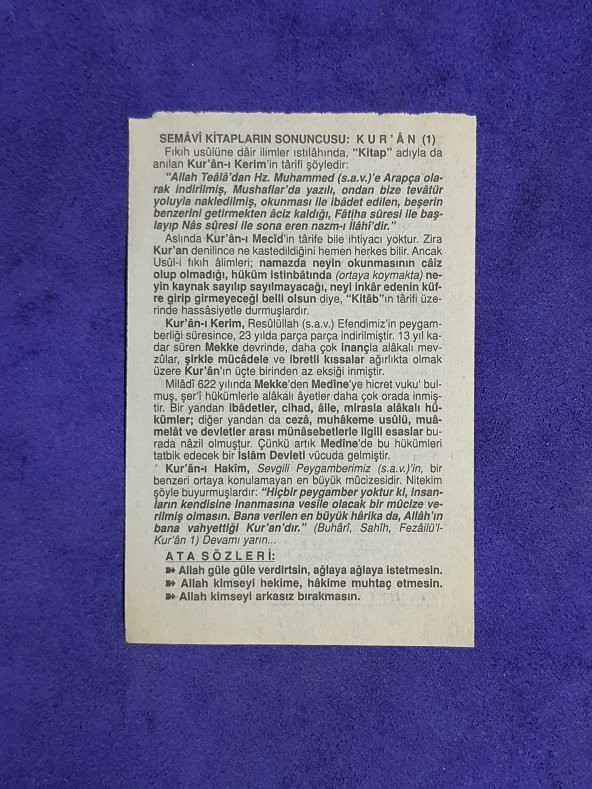 SEMÂVÎ KİTAPLARIN SONUNCUSU: K U R ' Â N (1)
Fıkıh usûlüne dâir ilimler ıstılâhında, "Kitap" adıyla da
anılan Kur'ân-ı Kerim'in târifi şöyledir:
"Allah Teâlâ'dan Hz. Muhammed (s.a.v.)'e Arapça ola-
rak indirilmiş, Mushaflar'da yazılı, ondan bize tevâtür
yoluyla nakledilmiş, okunması ile ibâdet edilen, beşerin
benzerini getirmekten âciz kaldığı, Fâtiha sûresi ile baş-
layıp Nâs sûresi ile sona eren nazm-ı İlâhî'dir."
Aslında Kur'ân-ı Mecîd'in târife bile ihtiyacı yoktur. Zira
Kur'an denilince ne kastedildiğini hemen herkes bilir. Ancak
Usûl-i fıkıh âlimleri; namazda neyin okunmasının câiz
olup olmadığı, hüküm istinbâtında (ortaya koymakta) ne-
yin kaynak sayılıp sayılmayacağı, neyi inkâr edenin küf-
re girip girmeyeceği belli olsun diye, "Kitâb"ın târifi üze-
rinde hassâsiyetle durmuşlardır.
Kur'ân-ı Kerim, Resûlüllah (s.a.v.) Efendimiz'in peygam-
berliği süresince, 23 yılda parça parça indirilmiştir. 13 yıl ka-
dar süren Mekke devrinde, daha çok inançla alâkalı mev-
zûlar, şirkle mücâdele ve ibretli kıssalar ağırlıkta olmak
üzere Kur'ân'ın üçte birinden az eksiği inmiştir.
Milâdî 622 yılında Mekke'den Medîne'ye hicret vuku' bul-
muş, şer'î hükümlerle alâkalı âyetler daha çok orada inmiş-
tir. Bir yandan ibâdetler, cihad, âile, mirasla alâkalı hü-
kümler; diğer yandan da cezâ, muhâkeme usûlü, muâ-
melât ve devletler arası münâsebetlerle ilgili esaslar bu-
rada nâzil olmuştur. Çünkü artık Medîne'de bu hükümleri
tatbik edecek bir İslâm Devleti vücuda gelmiştir.
Kur'ân-ı Hakîm, Sevgili Peygamberimiz (s.a.v.)'in, bir
benzeri ortaya konulamayan en büyük mûcizesidir. Nitekim
şöyle buyurmuşlardır: "Hiçbir peygamber yoktur ki, insan-
ların kendisine inanmasına vesîle olacak bir mûcize ve-
rilmiş olmasın. Bana verilen en büyük hârika da, Allâh'ın
bana vahyettiği Kur'an'dır." (Buhârî, Sahîh, Fezâilü'l-
Kur'ân 1) Devamı yarın...
A T A S Ö Z L E R İ :
➽ Allah güle güle verdirtsin, ağlaya ağlaya istetmesin.
➽ Allah kimseyi hekime, hâkime muhtaç etmesin.
➽ Allah kimseyi arkasız bırakmasın.